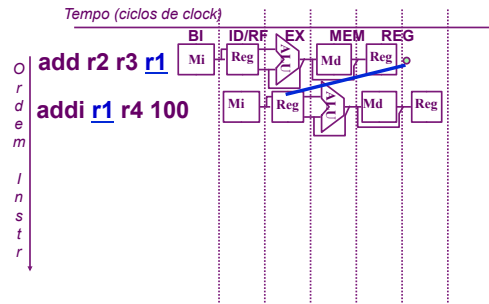 Tempo (ciclos de clock)
BI ID/RF EX MEM REG
add r2 r3 r1 Mi Reg ALU Md Reg
addi r1 r4 100 Mi Reg ALU Md Reg
Ordem Instr